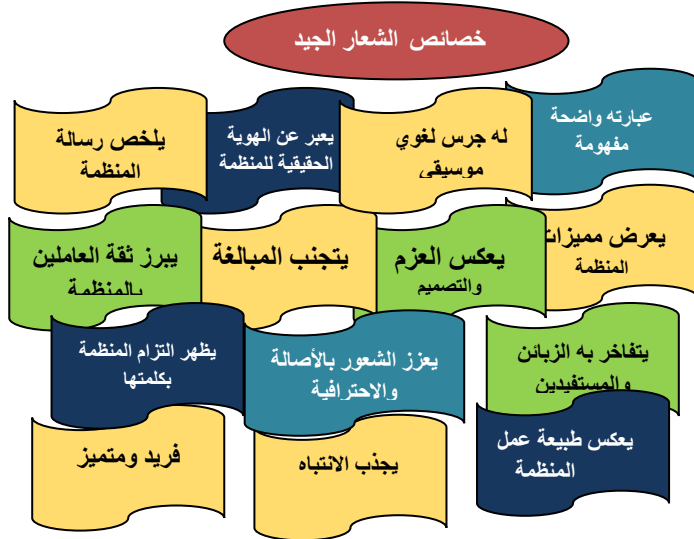 خصائص الشعار الجيد
عبارته واضحة
مفهومة
له جرس لغوي
موسيقي
يعبر عن الهوية
الحقيقية للمنظمة
يلخص رسالة
المنظمة
يعرض مميزات
المنظمة
يعكس العزم
والتصميم
يتجنب المبالغة
يبرز ثقة العاملين
بالمنظمة
يتفاخر به الزبائن
والمستفيدين
يعزز الشعور بالأصالة
والاحترافية
يظهر التزام المنظمة
بكلمتها
يعكس طبيعة عمل
المنظمة
يجذب الانتباه
فريد ومتميز